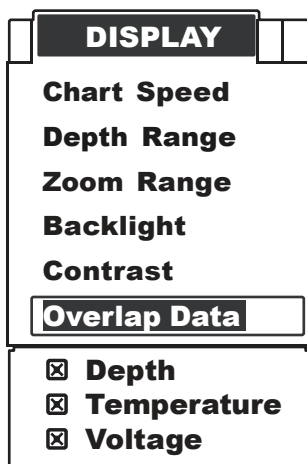 DISPLAY
Chart Speed
Depth Range
Zoom Range
Backlight
Contrast
Overlap Data
Depth
Temperature
Voltage